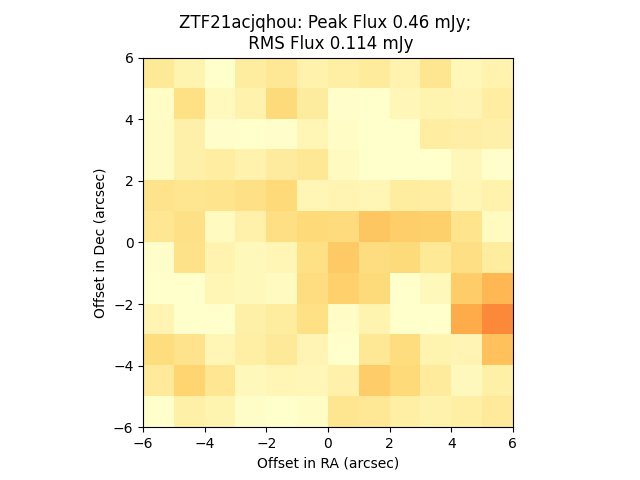 ZTF21acjqhou: Peak Flux 0.46 mJy;
RMS Flux 0.114 mJy
6
4
2
0
−2
−4
−6
Offset in Dec (arcsec)
−6 −4 −2 0 2 4 6
Offset in RA (arcsec)